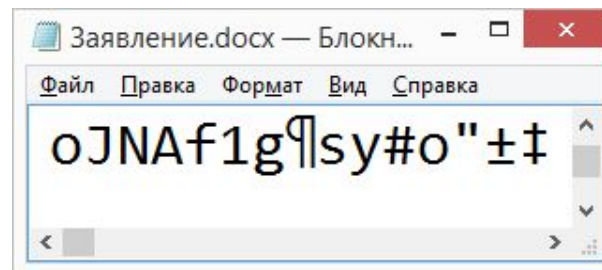 Заявление.docx — Блокн...
Файл Правка Формат Вид Справка
oJNAf1g¶sy#o"±‡